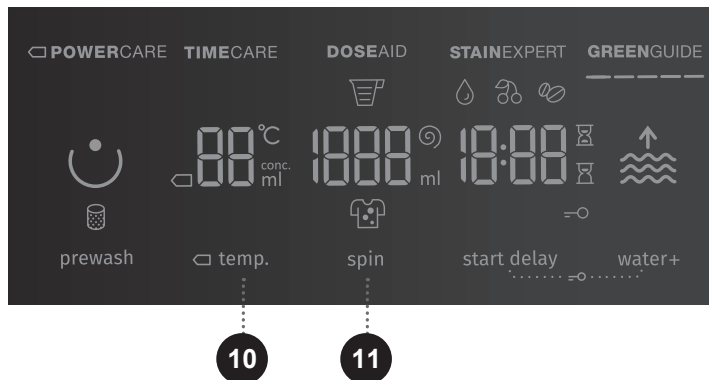 POWERCARE TIMECARE DOSEAID STAINEXPERT GREENGUIDE
88 °C conc. ml 1888 ml 18:88
prewash temp. spin start delay water+
10 11